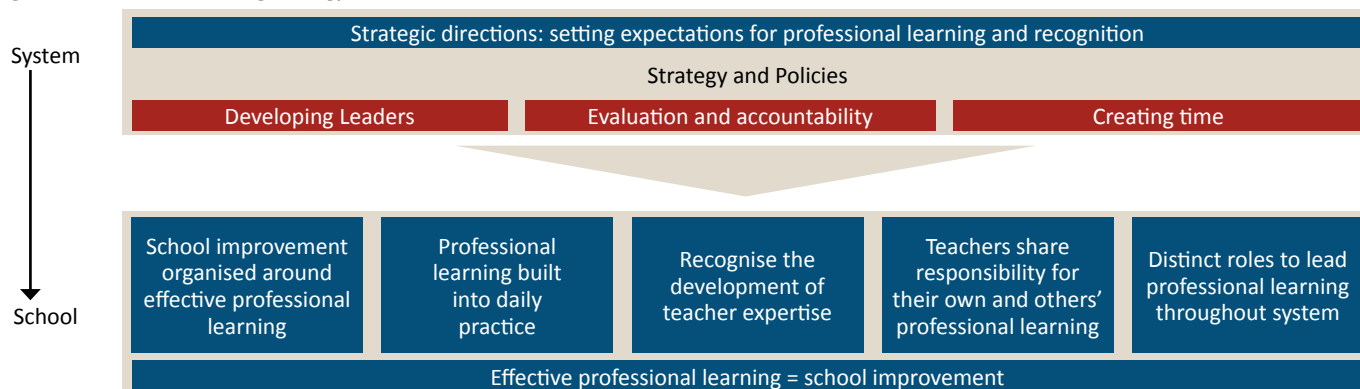 Strategic directions: setting expectations for professional learning and recognition
System
Strategy and Policies
Developing Leaders
Evaluation and accountability
Creating time
School improvement
organised around
effective professional
learning
Professional
learning built
into daily
practice
Recognise the
development of
teacher expertise
Teachers share
responsibility for
their own and others’
professional learning
Distinct roles to lead
professional learning
throughout system
School
Effective professional learning = school improvement